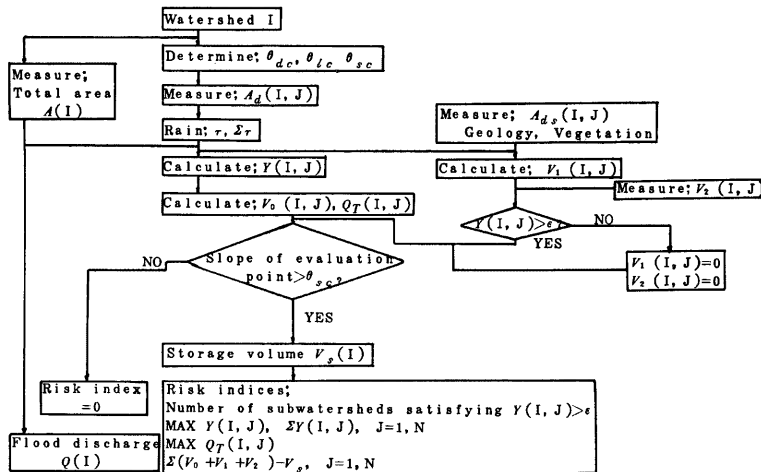 Watershed I
Determine; θdc, θlc θsc
Measure;
Total area
A(I)
Measure; Ad(I, J)
Rain; τ, Στ
Measure; Ads(I, J)
Geology, Vegetation
Calculate; Y(I, J)
Calculate; V1 (I, J)
Calculate; V0 (I, J), QT(I, J)
Measure; V2 (I, J
Y(I, J)>ε?
NO
YES
V1 (I, J)=0
V2 (I, J)=0
NO
Slope of evaluation
point>θsc?
YES
Storage volume Vs(I)
Risk index
=0
Risk indices;
Number of subwatersheds satisfying Y(I, J)>ε
MAX Y(I, J), ΣY(I, J), J=1, N
MAX QT(I, J)
Σ(V0 +V1 +V2 )-Vs, J=1, N
Flood discharge
Q(I)